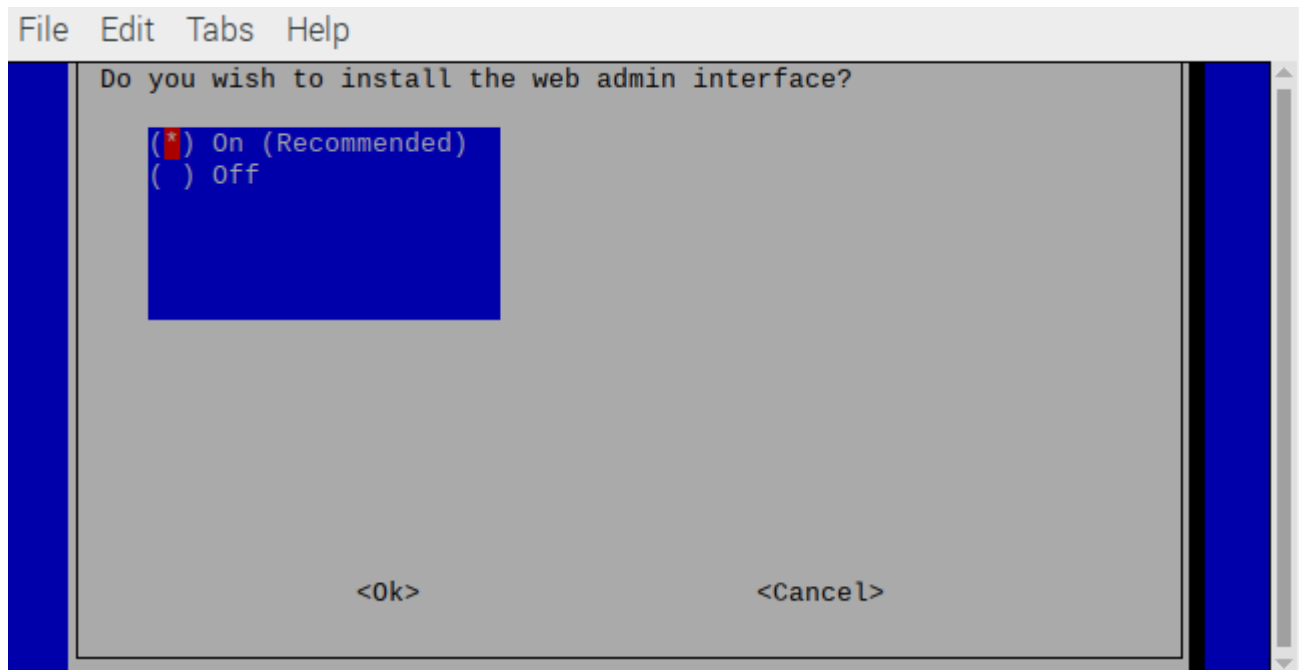 File Edit Tabs Help
Do you wish to install the web admin interface?
(*) On (Recommended)
( ) Off
<Ok> <Cancel>